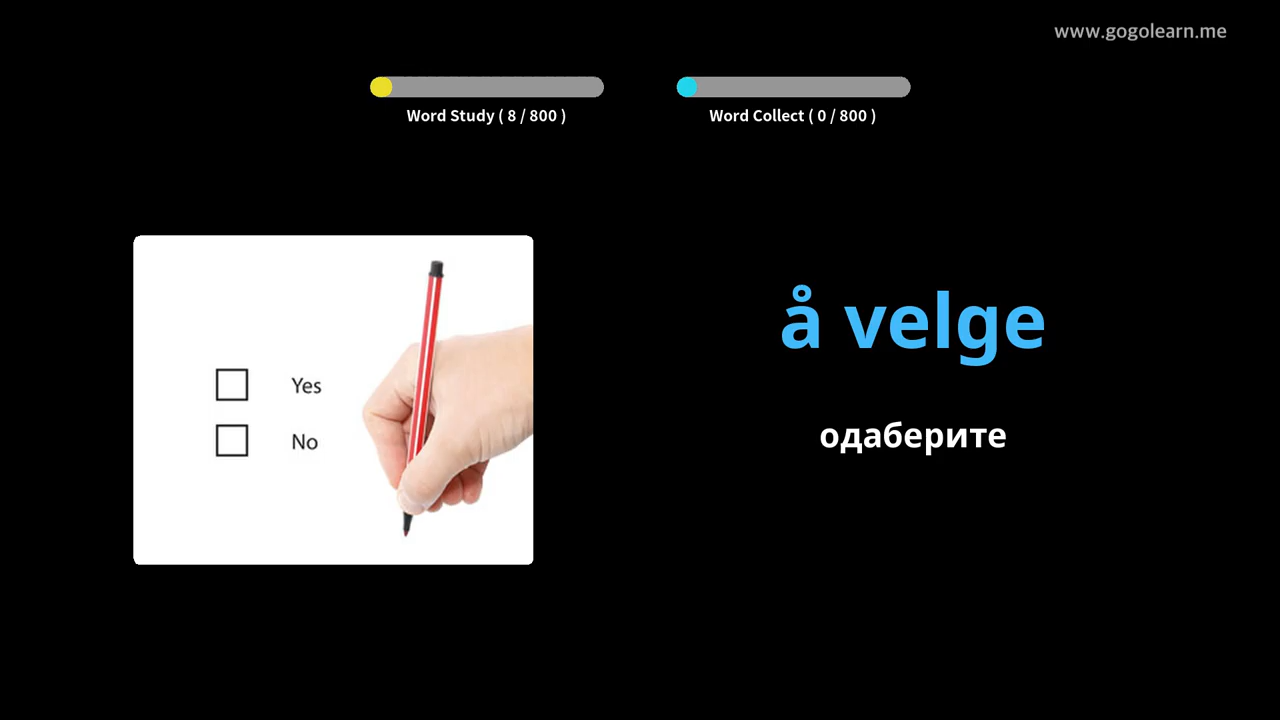 www.gogolearn.me
Word Study ( 8 / 800 )
Word Collect ( 0 / 800 )
Yes
No
å velge
одаберите